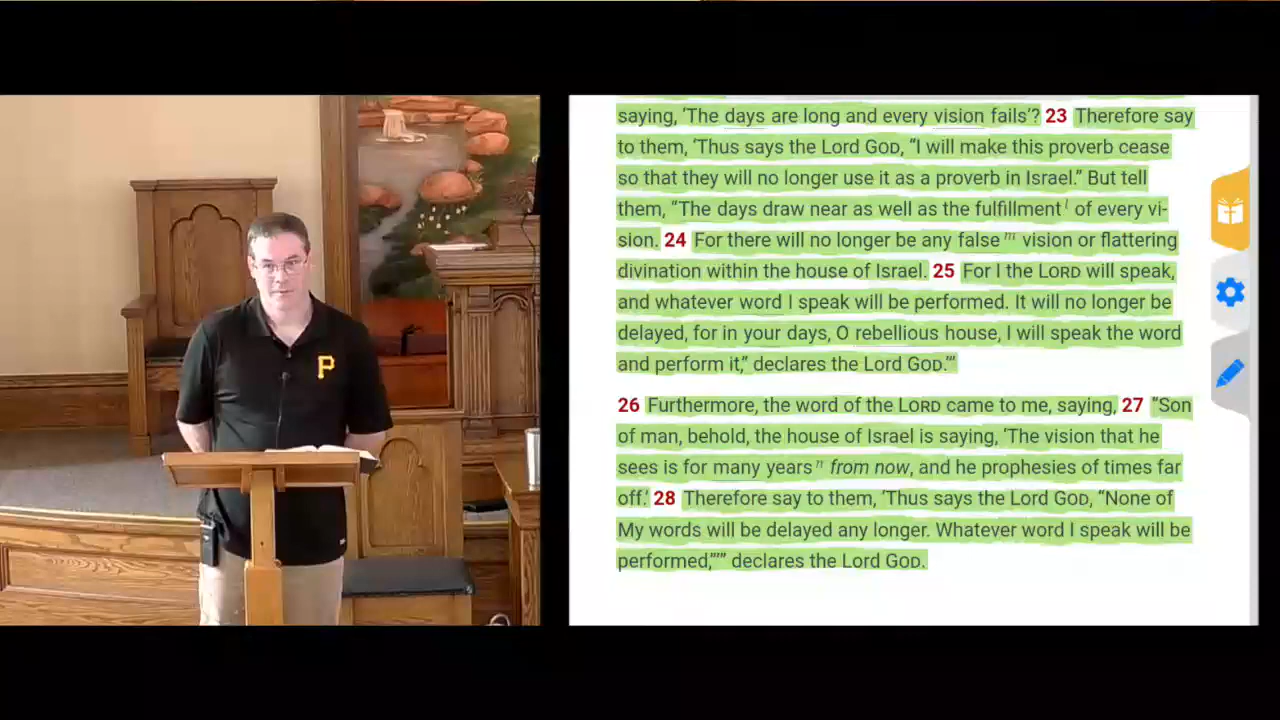 saying, ‘The days are long and every vision fails’? 23 Therefore say
to them, ‘Thus says the Lord GOD, “I will make this proverb cease
so that they will no longer use it as a proverb in Israel.” But tell
them, “The days draw near as well as the fulfillment l of every vi-
sion. 24 For there will no longer be any false m vision or flattering
divination within the house of Israel. 25 For I the LORD will speak,
and whatever word I speak will be performed. It will no longer be
delayed, for in your days, O rebellious house, I will speak the word
and perform it,” declares the Lord GOD.’”
26 Furthermore, the word of the LORD came to me, saying, 27 “Son
of man, behold, the house of Israel is saying, ‘The vision that he
sees is for many years n from now, and he prophesies of times far
off.’ 28 Therefore say to them, ‘Thus says the Lord GOD, “None of
My words will be delayed any longer. Whatever word I speak will be
performed,”’” declares the Lord GOD.
P